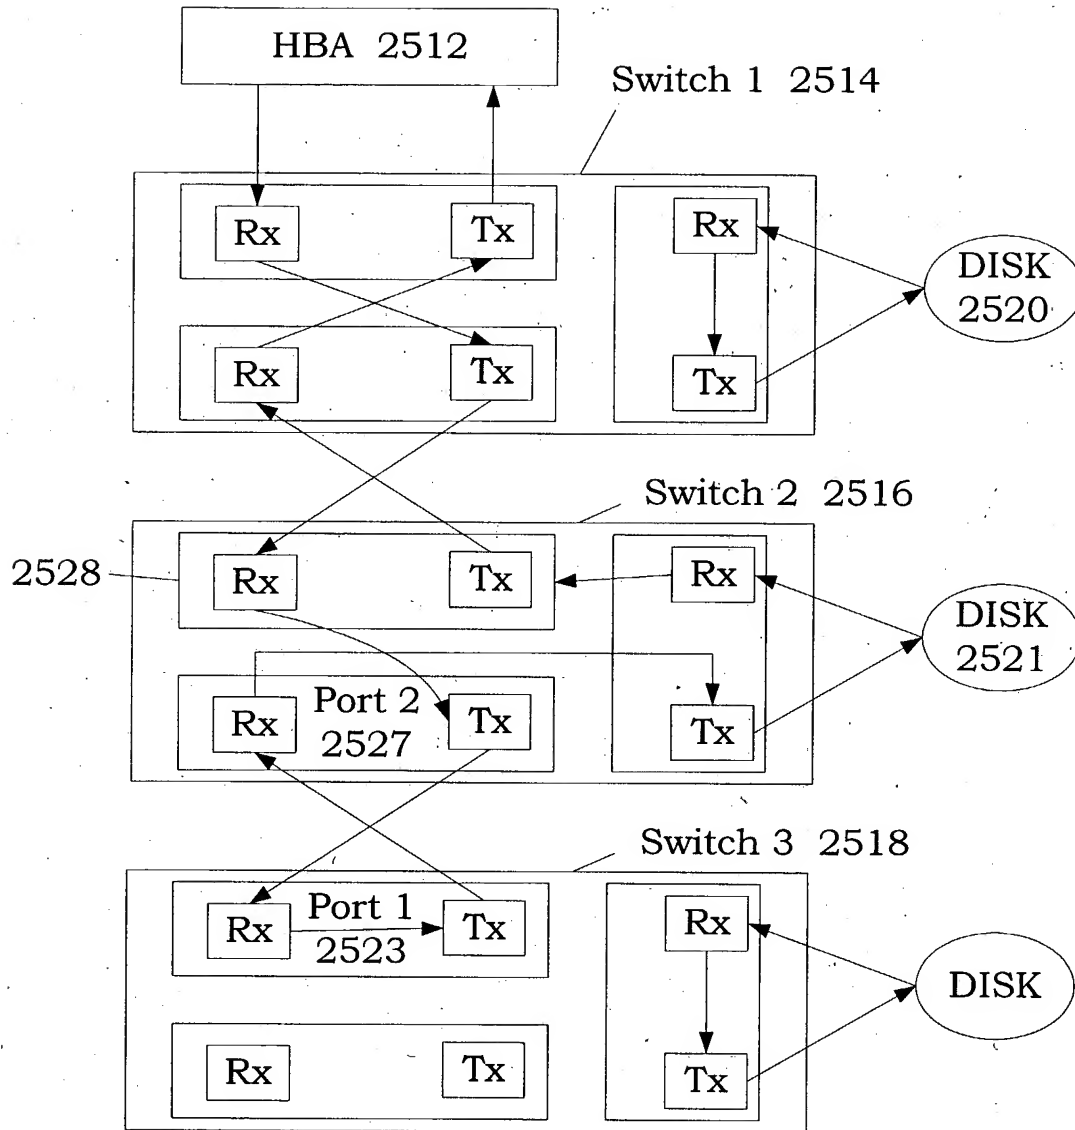 HBA 2512
Switch 1 2514
Rx
Tx
Rx
DISK
2520
Rx
Tx
Tx
Switch 2 2516
2528
Rx
Tx
Rx
DISK
2521
Rx
Port 2
2527
Tx
Tx
Switch 3 2518
Rx
Port 1
2523
Tx
Rx
DISK
Rx
Tx
Tx